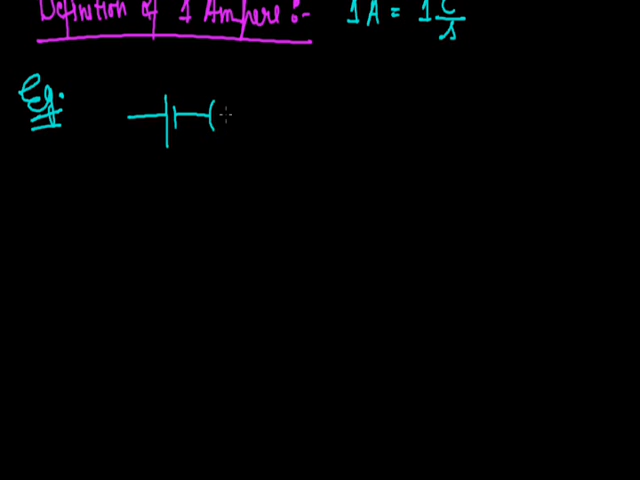 Definition of 1 Ampere :- 1 A = 1 C/s
Eg.